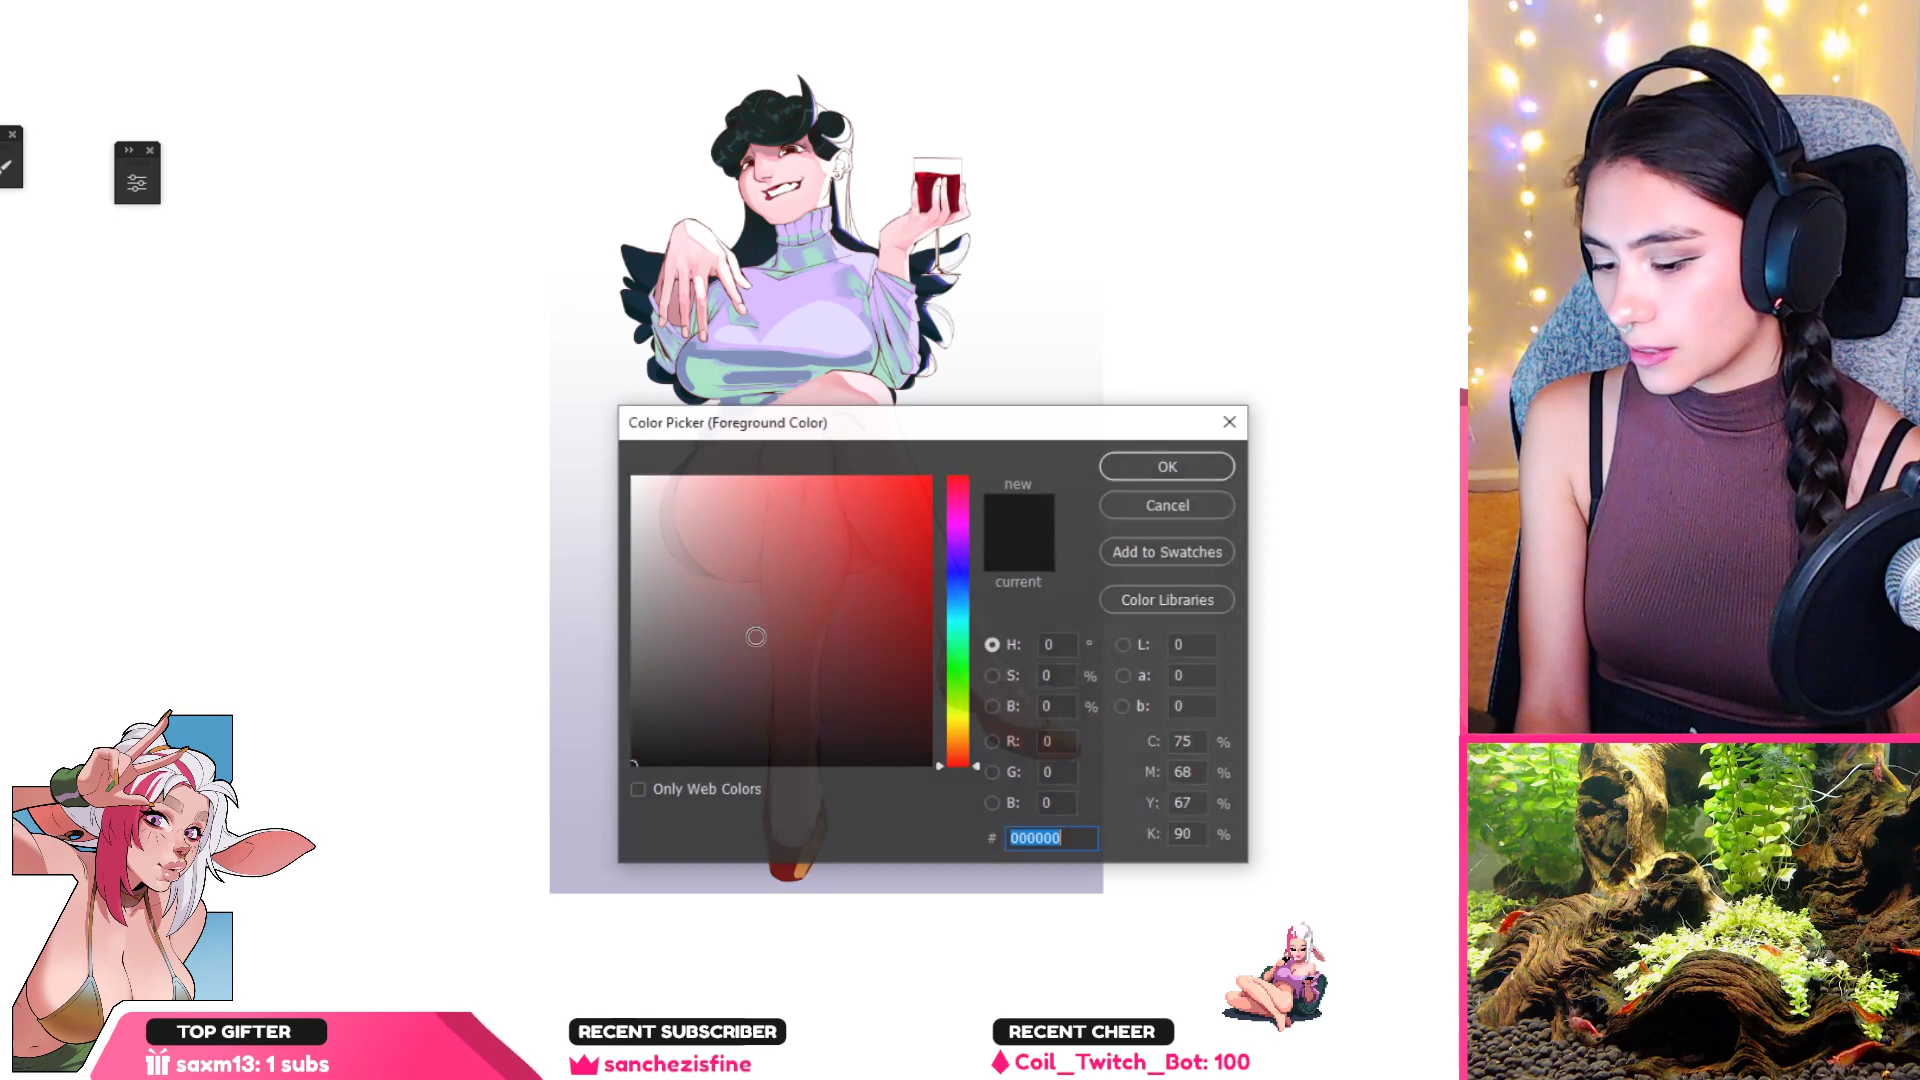 Color Picker (Foreground Color)
OK
new
Cancel
Add to Swatches
current
Color Libraries
H: 0 °
L: 0
S: 0 %
a: 0
B: 0 %
b: 0
R: 0
C: 75 %
G: 0
M: 68 %
B: 0
Y: 67 %
Only Web Colors
# 000000
K: 90 %
TOP GIFTER
saxm13: 1 subs
RECENT SUBSCRIBER
sanchezisfine
RECENT CHEER
Coil_Twitch_Bot: 100